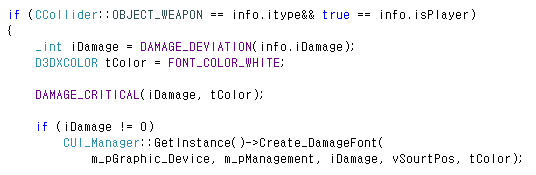 if (CCollider::OBJECT_WEAPON == info.itype&& true == info.isPlayer)
{
_int iDamage = DAMAGE_DEVIATION(info.iDamage);
D3DXCOLOR tColor = FONT_COLOR_WHITE;
DAMAGE_CRITICAL(iDamage, tColor);
if (iDamage != 0)
CUI_Manager::GetInstance()->Create_DamageFont(
m_pGraphic_Device, m_pManagement, iDamage, vSourtPos, tColor);